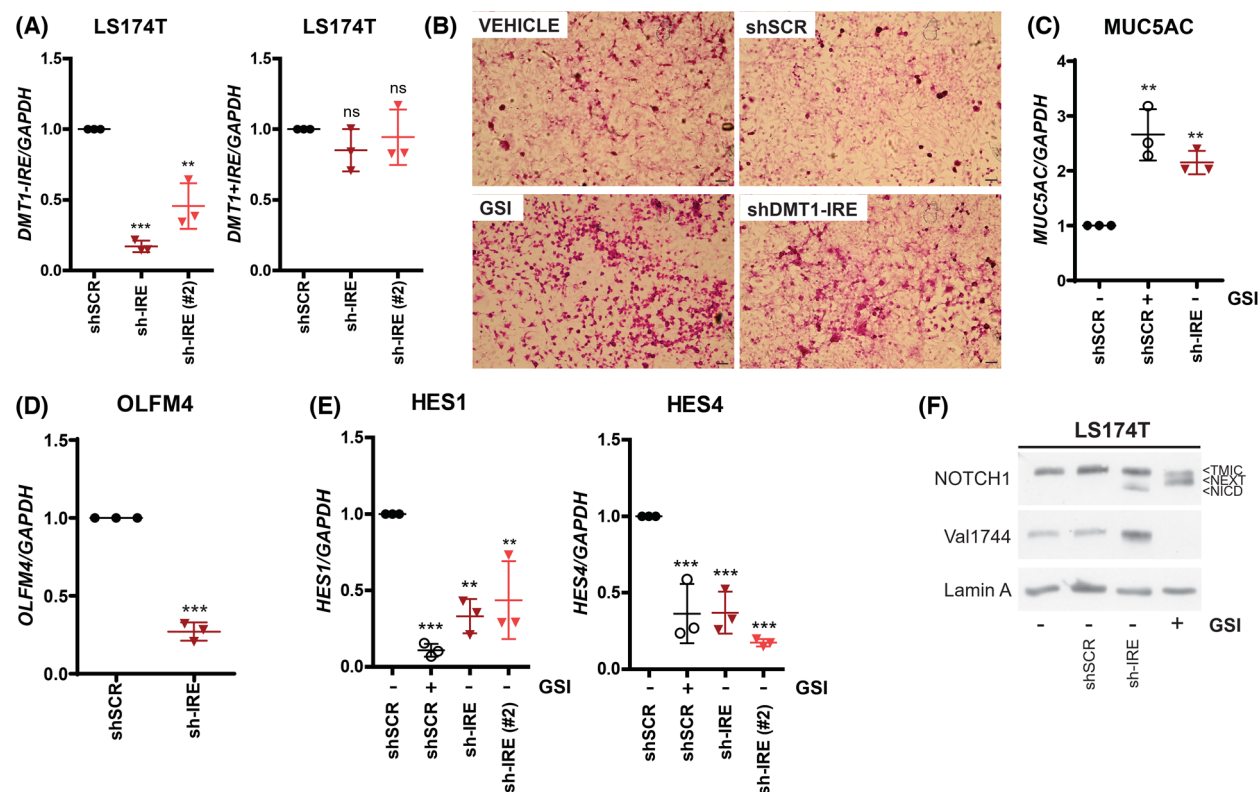 (A)
LS174T
DMT1-IRE/GAPDH
1.5
1.0
0.5
0.0
***
**
shSCR
sh-IRE
sh-IRE (#2)
LS174T
DMT1+IRE/GAPDH
1.5
1.0
0.5
0.0
ns
ns
shSCR
sh-IRE
sh-IRE (#2)
(B)
VEHICLE
shSCR
GSI
shDMT1-IRE
(C)
MUC5AC
MUC5AC/GAPDH
4
3
2
1
0
**
**
- + - GSI
shSCR
shSCR
sh-IRE
(D)
OLFM4
OLFM4/GAPDH
1.5
1.0
0.5
0.0
***
shSCR
sh-IRE
(E)
HES1
HES1/GAPDH
1.5
1.0
0.5
0.0
***
**
**
- + - - GSI
shSCR
shSCR
sh-IRE
sh-IRE (#2)
HES4
HES4/GAPDH
1.5
1.0
0.5
0.0
***
***
***
- + - - GSI
shSCR
shSCR
sh-IRE
sh-IRE (#2)
(F)
LS174T
NOTCH1
<TMIC
<NEXT
<NICD
Val1744
Lamin A
- - - + GSI
shSCR
sh-IRE